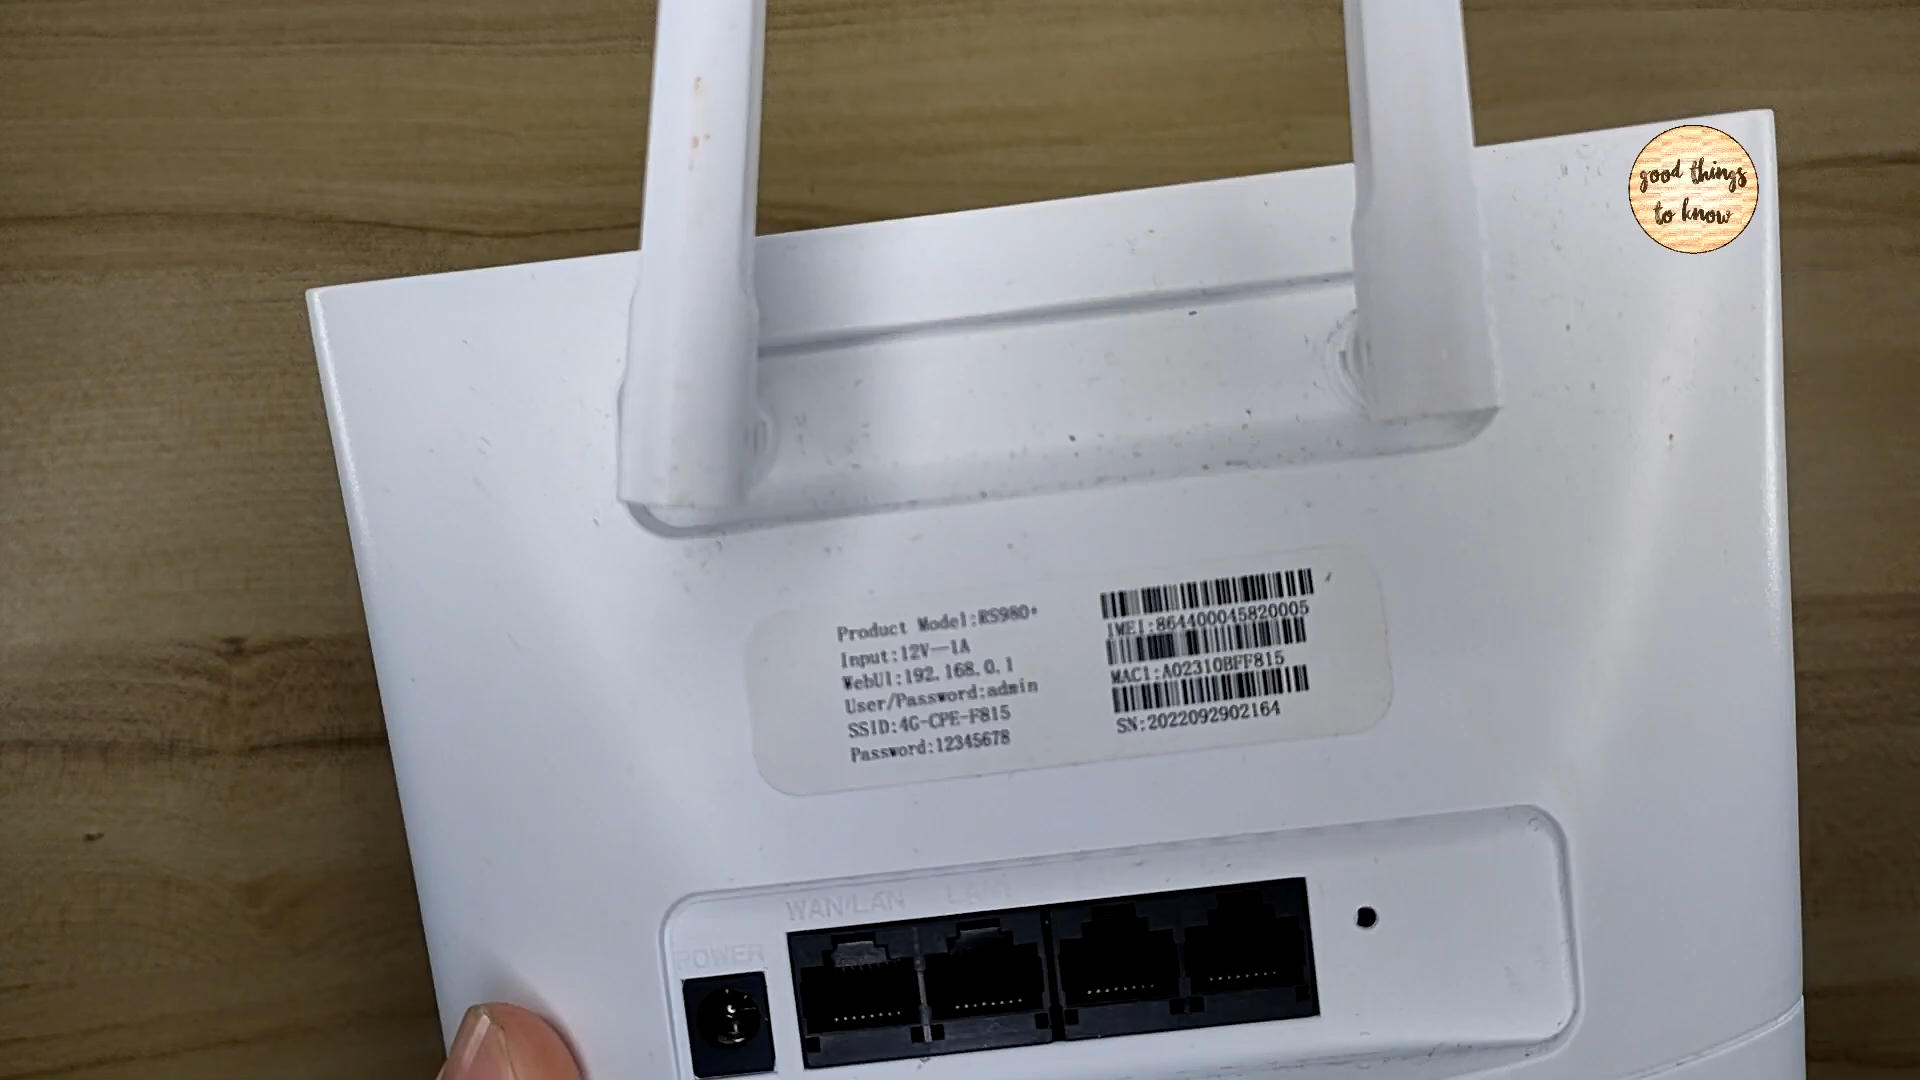 good things
to know
Product Model:RS980+
Input:12V—1A
WebUI:192.168.0.1
User/Password:admin
SSID:4G-CPE-F815
Password:12345678
IMEI:864400045820005
MAC1:A02310BFF815
SN:2022092902164
WAN/LAN
POWER